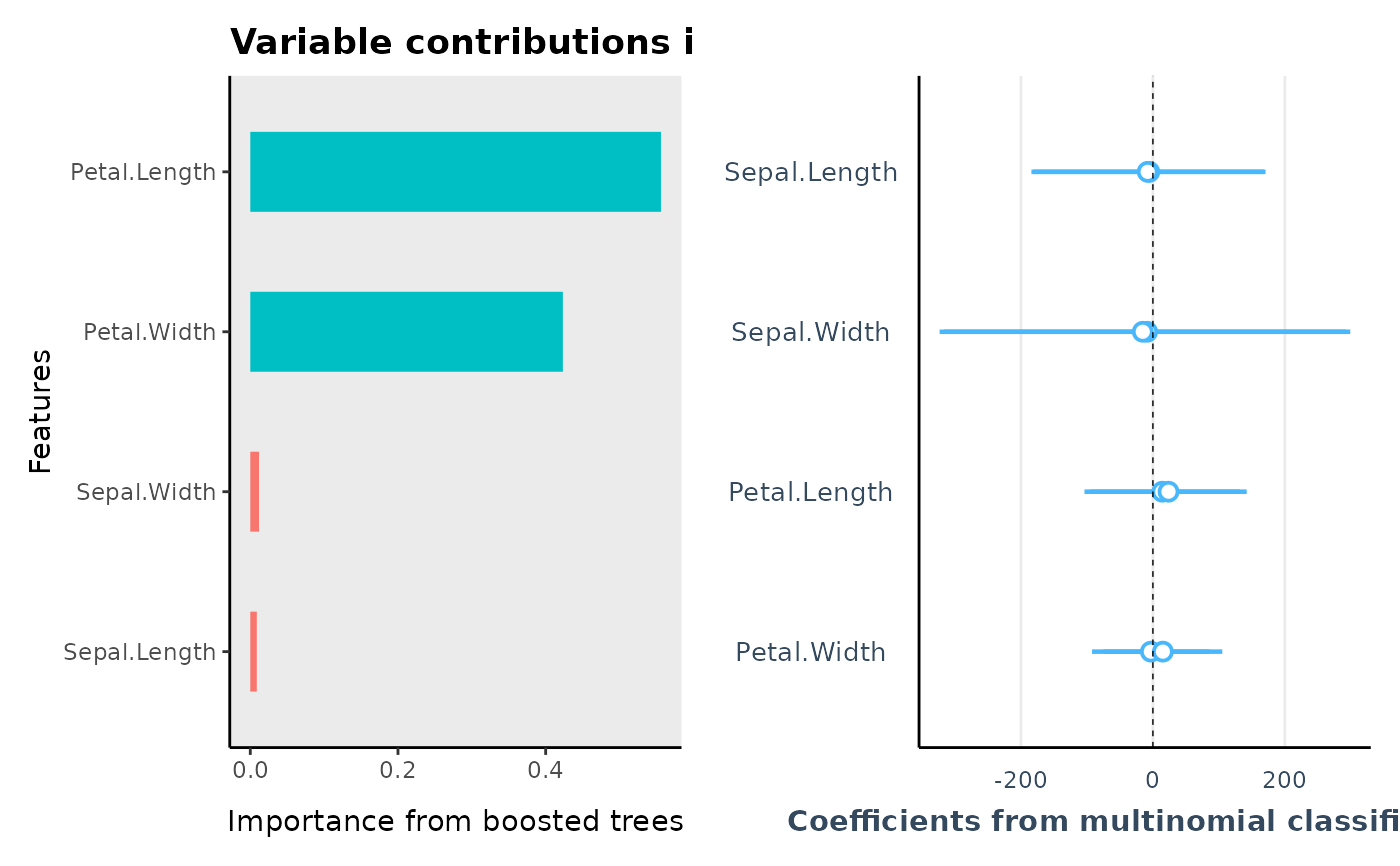 Variable contributions i
Features
Petal.Length
Petal.Width
Sepal.Width
Sepal.Length
0.0 0.2 0.4
Importance from boosted trees
Sepal.Length
Sepal.Width
Petal.Length
Petal.Width
-200 0 200
Coefficients from multinomial classifi